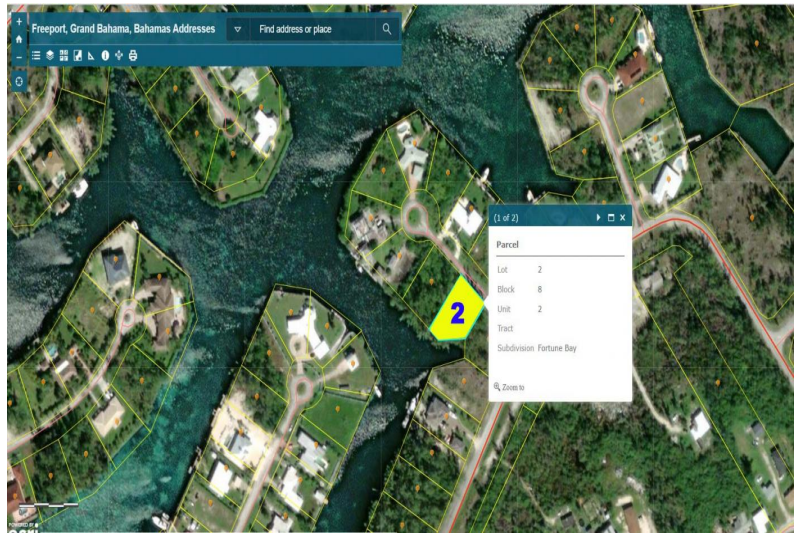 Freeport, Grand Bahama, Bahamas Addresses
Find address or place
(1 of 2)
Parcel
Lot 2
Block 8
Unit 2
Tract
Subdivision Fortune Bay
Zoom to
2
POWERED BY
esri